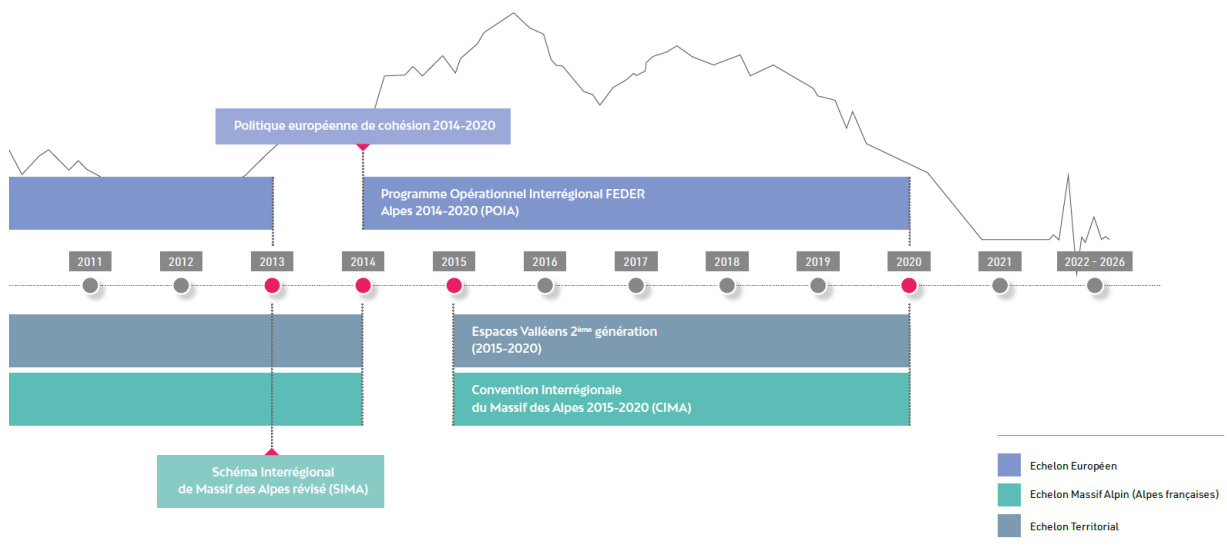 Politique européenne de cohésion 2014-2020
Programme Opérationnel Interrégional FEDER
Alpes 2014-2020 (POIA)
2011
2012
2013
2014
2015
2016
2017
2018
2019
2020
2021
2022 - 2026
Espaces Valléens 2ème génération
(2015-2020)
Convention Interrégionale
du Massif des Alpes 2015-2020 (CIMA)
Schéma Interrégional
de Massif des Alpes révisé (SIMA)
Echelon Européen
Echelon Massif Alpin (Alpes françaises)
Echelon Territorial